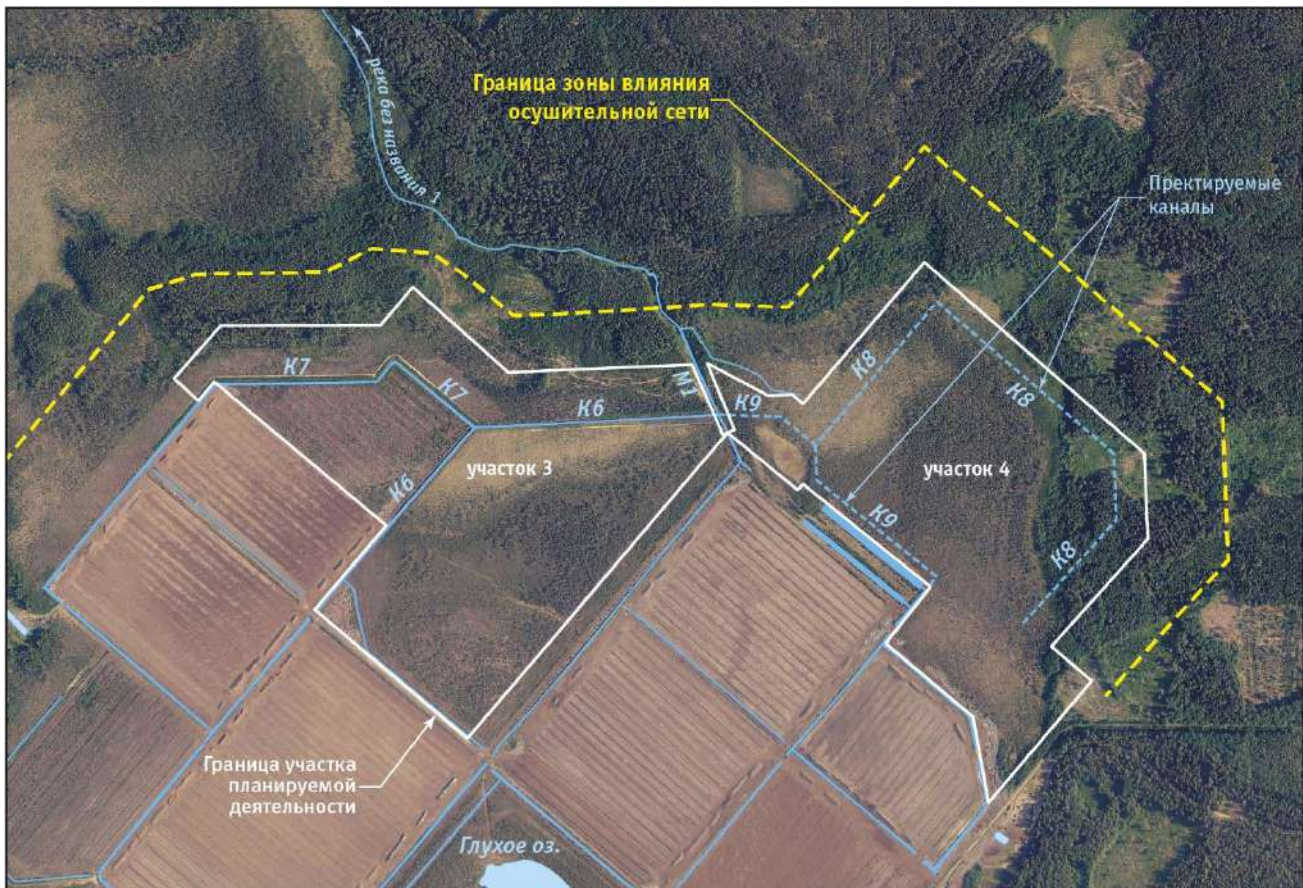 река без названия 1
Граница зоны влияния
осушительной сети
Пректируемые
каналы
К7
К7
К6
М1
К9
К8
К8
участок 3
участок 4
К6
К9
К8
Граница участка
планируемой
деятельности
Глухое оз.